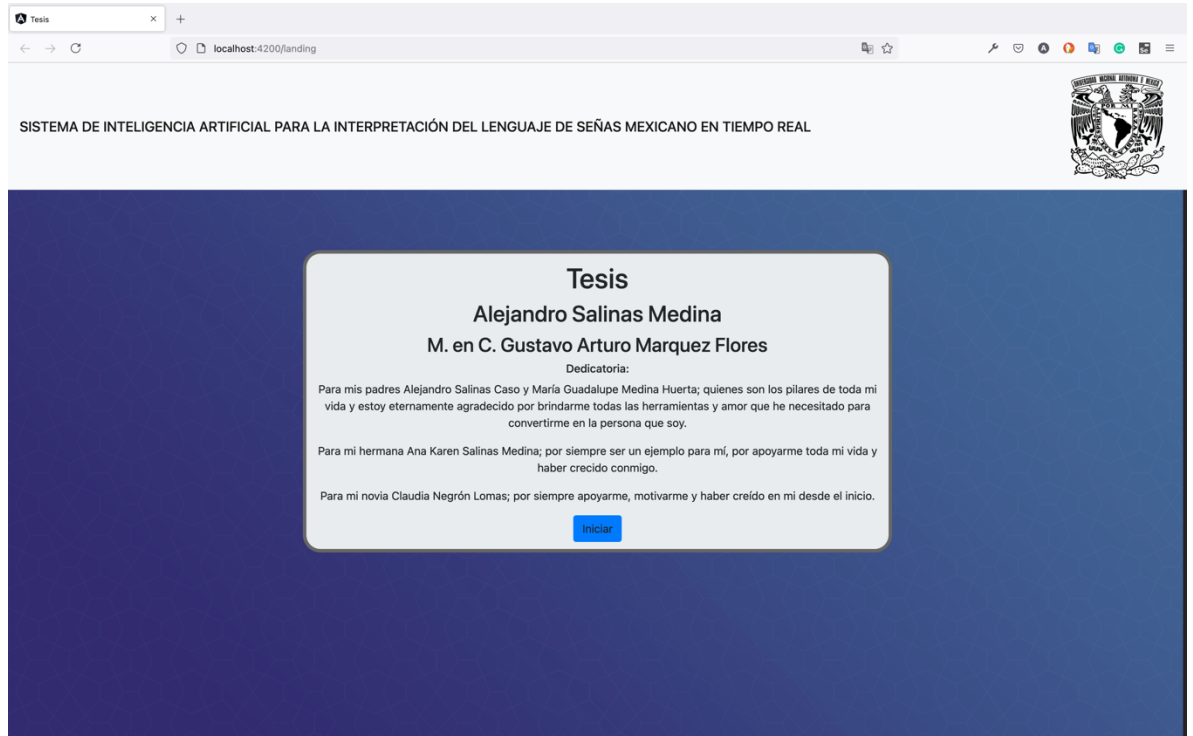 Tesis
localhost:4200/landing
SISTEMA DE INTELIGENCIA ARTIFICIAL PARA LA INTERPRETACIÓN DEL LENGUAJE DE SEÑAS MEXICANO EN TIEMPO REAL
Tesis
Alejandro Salinas Medina
M. en C. Gustavo Arturo Marquez Flores
Dedicatoria:
Para mis padres Alejandro Salinas Caso y María Guadalupe Medina Huerta; quienes son los pilares de toda mi
vida y estoy eternamente agradecido por brindarme todas las herramientas y amor que he necesitado para
convertirme en la persona que soy.
Para mi hermana Ana Karen Salinas Medina; por siempre ser un ejemplo para mí, por apoyarme toda mi vida y
haber crecido conmigo.
Para mi novia Claudia Negrón Lomas; por siempre apoyarme, motivarme y haber creído en mi desde el inicio.
Iniciar